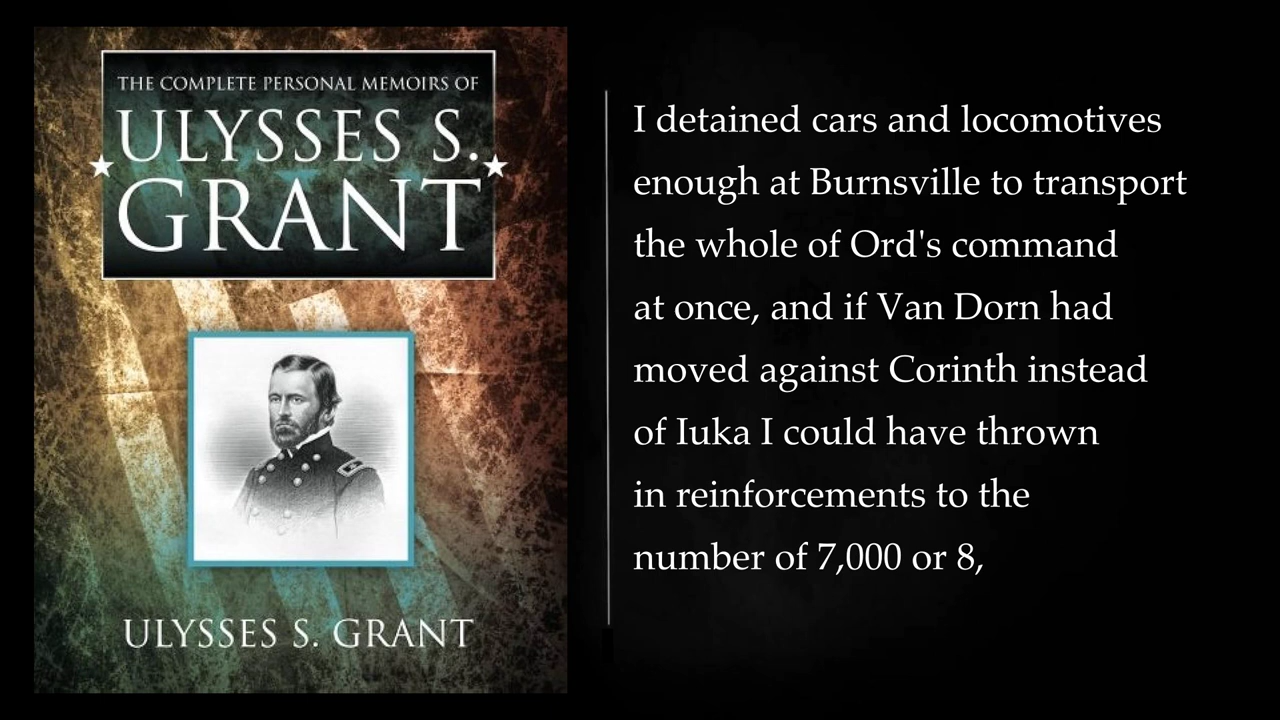 THE COMPLETE PERSONAL MEMOIRS OF
ULYSSES S.
GRANT
ULYSSES S. GRANT
I detained cars and locomotives
enough at Burnsville to transport
the whole of Ord's command
at once, and if Van Dorn had
moved against Corinth instead
of Iuka I could have thrown
in reinforcements to the
number of 7,000 or 8,